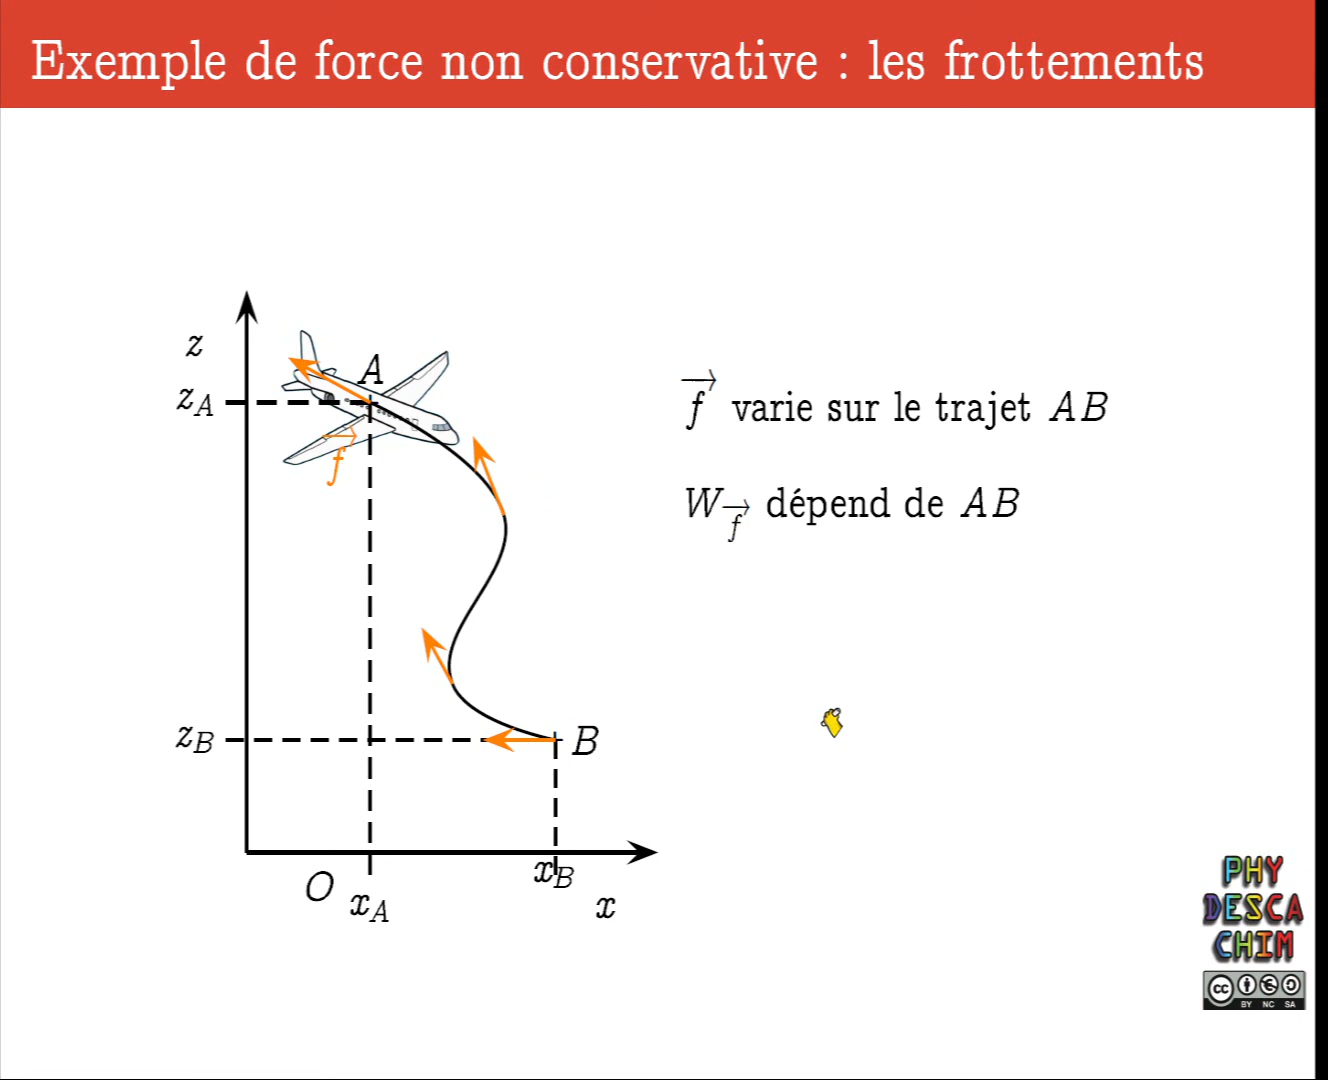 Exemple de force non conservative : les frottements
z
A
z_A
f
f varie sur le trajet AB
W_f dépend de AB
z_B
B
O
x_A
x_B
x
PHY
DESCA
CHIM
cc
BY NC SA